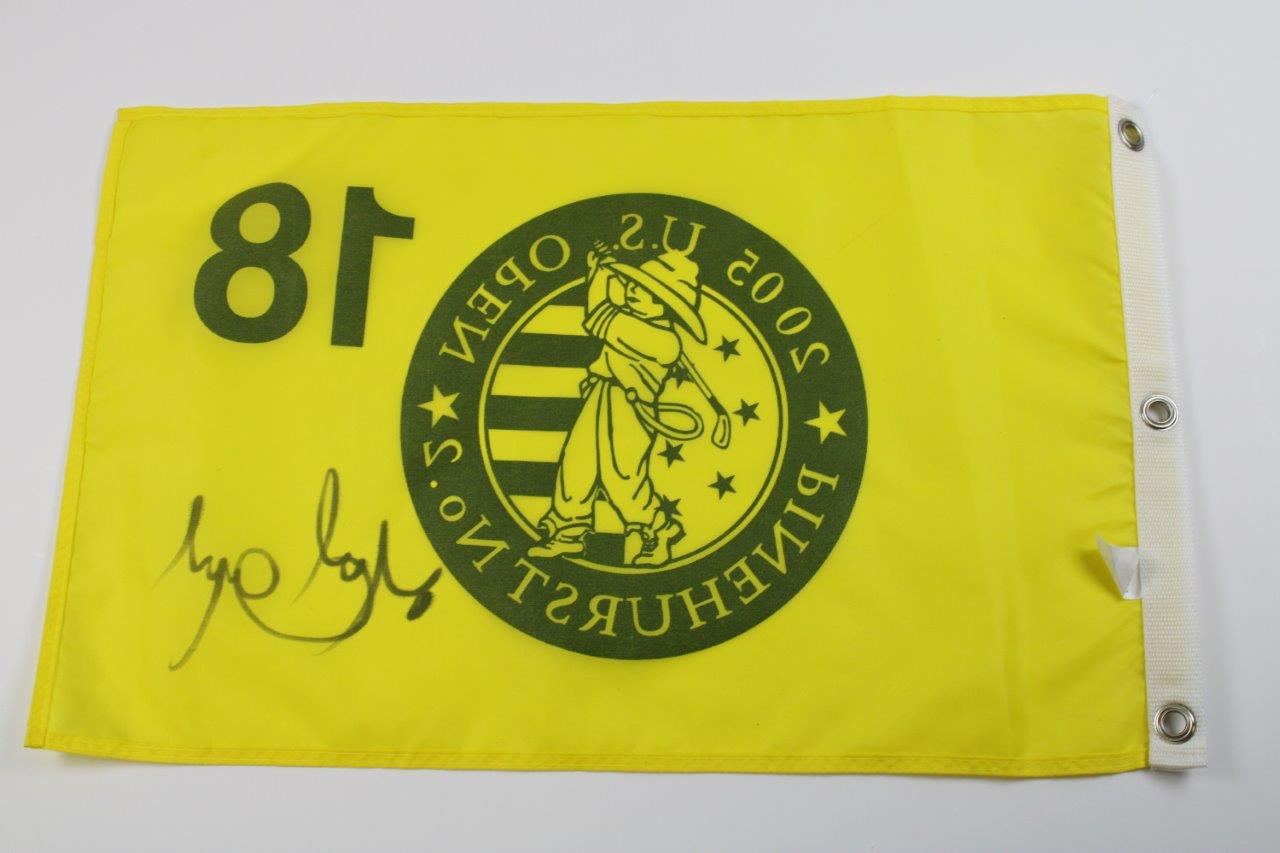 18
2005 U.S. OPEN
PINEHURST No. 2